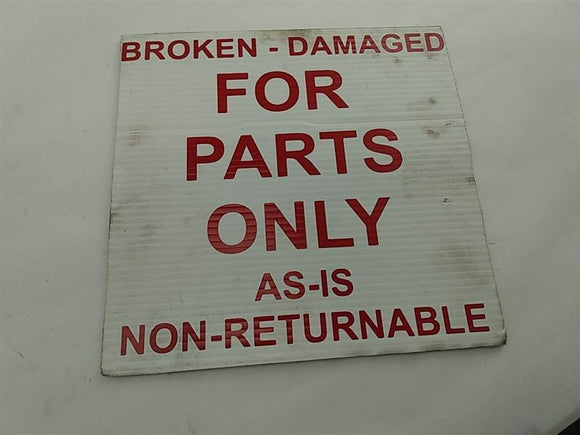 BROKEN - DAMAGED
FOR
PARTS
ONLY
AS-IS
NON-RETURNABLE